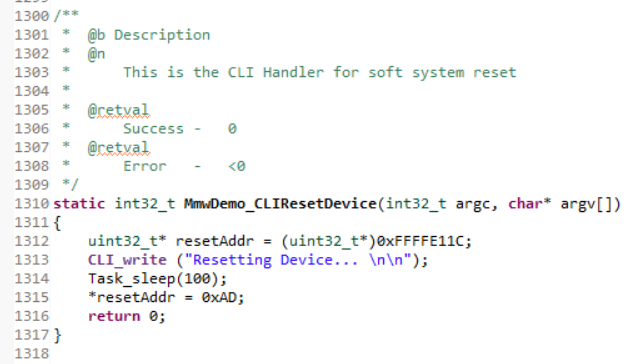 1300 /**
1301 *  @b Description
1302 *  @n
1303 *      This is the CLI Handler for soft system reset
1304 *
1305 *  @retval
1306 *      Success -   0
1307 *  @retval
1308 *      Error   -   <0
1309 */
1310 static int32_t MmwDemo_CLIResetDevice(int32_t argc, char* argv[])
1311 {
1312     uint32_t* resetAddr = (uint32_t*)0xFFFFE11C;
1313     CLI_write ("Resetting Device... \n\n");
1314     Task_sleep(100);
1315     *resetAddr = 0xAD;
1316     return 0;
1317 }
1318